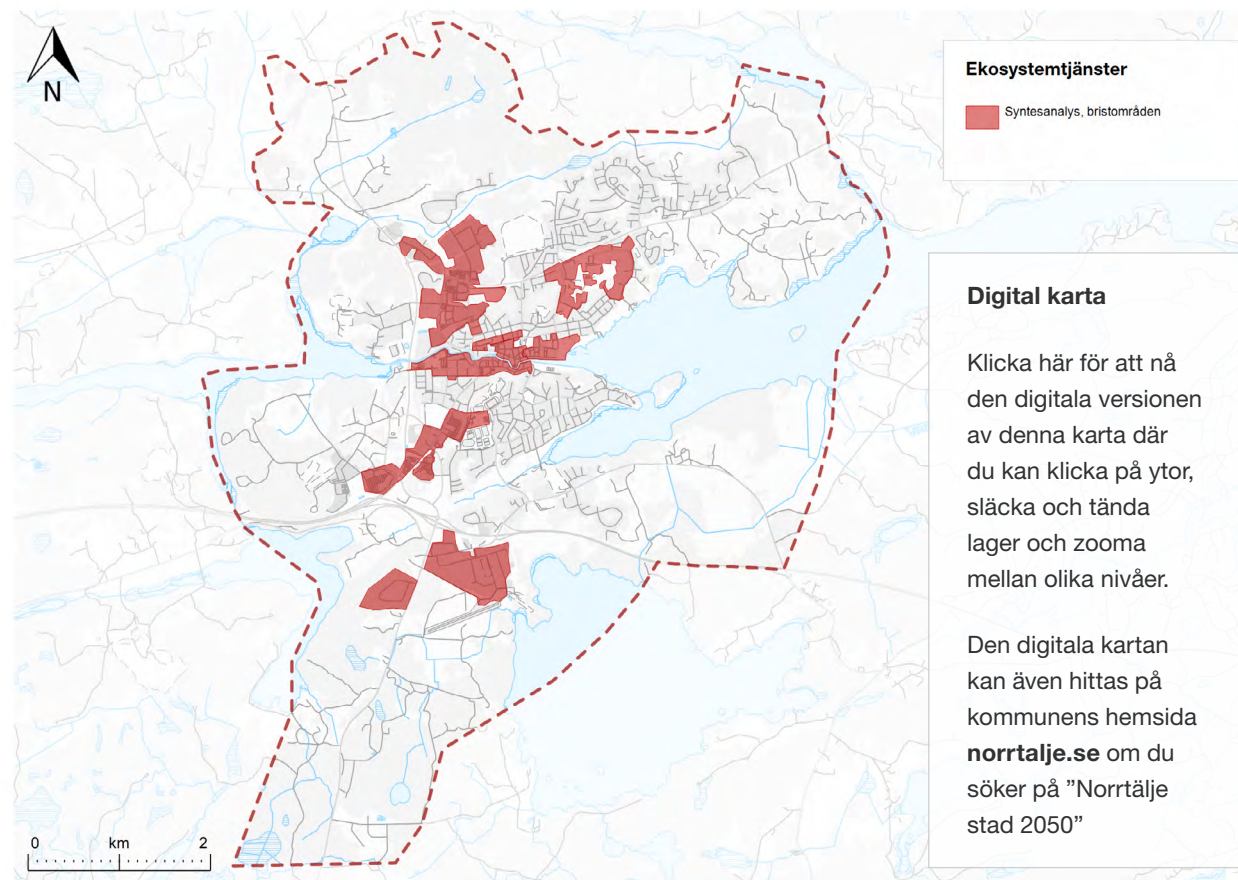 N
Ekosystemtjänster
Syntesanalys, bristområden
Digital karta
Klicka här för att nå
den digitala versionen
av denna karta där
du kan klicka på ytor,
släcka och tända
lager och zooma
mellan olika nivåer.
Den digitala kartan
kan även hittas på
kommunens hemsida
norrtalje.se om du
söker på ”Norrtälje
stad 2050”
0 km 2